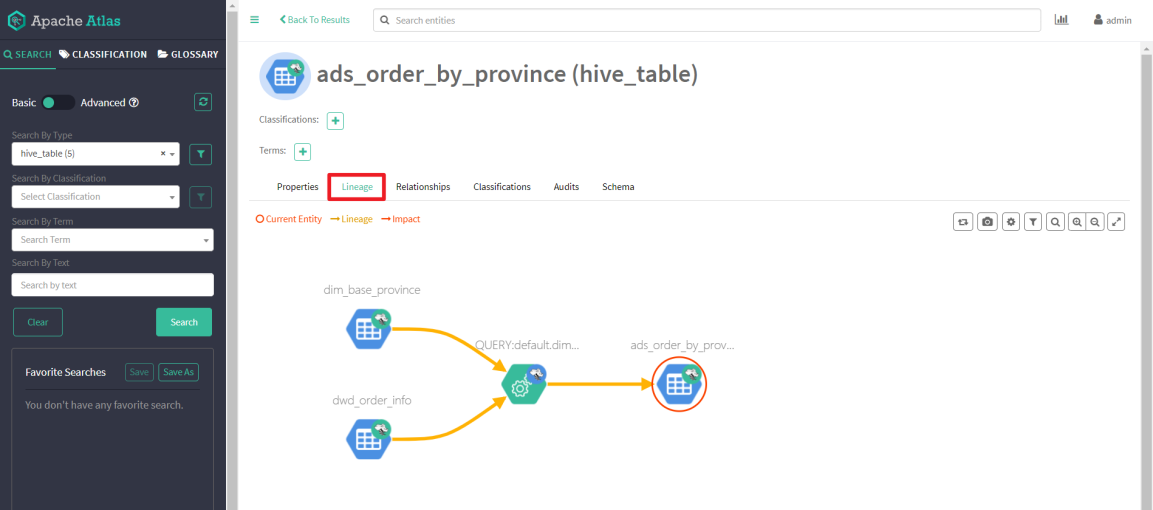 Apache Atlas
SEARCH CLASSIFICATION GLOSSARY
Basic Advanced
Search By Type
hive_table (5)
Search By Classification
Select Classification
Search By Term
Search Term
Search By Text
Search by text
Clear Search
Favorite Searches Save Save As
You don't have any favorite search.
Back To Results Search entities admin
ads_order_by_province (hive_table)
Classifications:
Terms:
Properties Lineage Relationships Classifications Audits Schema
Current Entity Lineage Impact
dim_base_province
QUERY:default.dim... ads_order_by_prov...
dwd_order_info